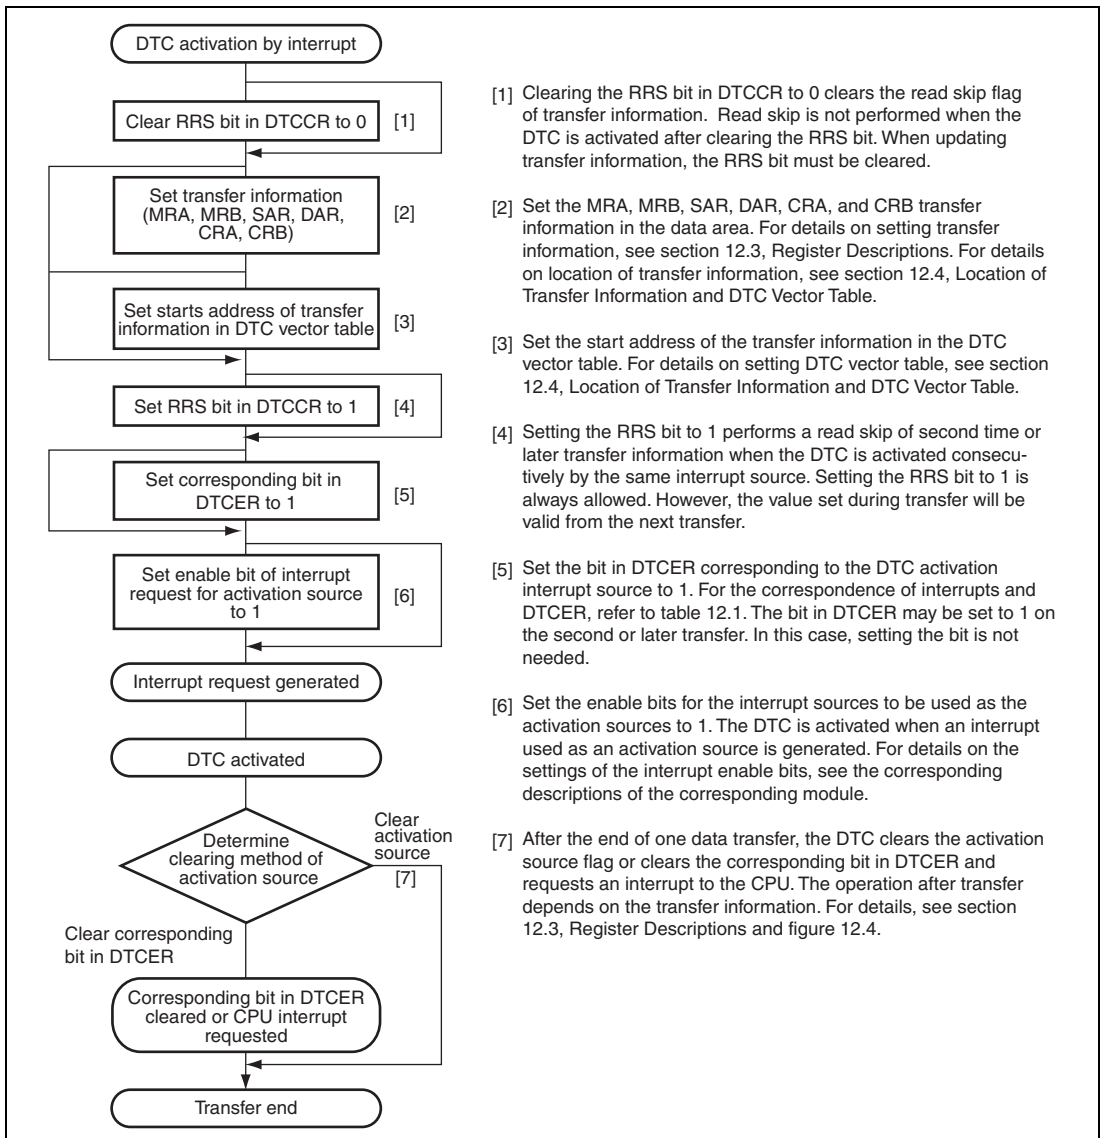 DTC activation by interrupt
Clear RRS bit in DTCCR to 0
[1]
Set transfer information
(MRA, MRB, SAR, DAR,
CRA, CRB)
[2]
Set starts address of transfer
information in DTC vector table
[3]
Set RRS bit in DTCCR to 1
[4]
Set corresponding bit in
DTCER to 1
[5]
Set enable bit of interrupt
request for activation source
to 1
[6]
Interrupt request generated
DTC activated
Determine
clearing method of
activation source
Clear
activation
source
[7]
Clear corresponding
bit in DTCER
Corresponding bit in DTCER
cleared or CPU interrupt
requested
Transfer end
[1] Clearing the RRS bit in DTCCR to 0 clears the read skip flag
of transfer information. Read skip is not performed when the
DTC is activated after clearing the RRS bit. When updating
transfer information, the RRS bit must be cleared.
[2] Set the MRA, MRB, SAR, DAR, CRA, and CRB transfer
information in the data area. For details on setting transfer
information, see section 12.3, Register Descriptions. For details
on location of transfer information, see section 12.4, Location of
Transfer Information and DTC Vector Table.
[3] Set the start address of the transfer information in the DTC
vector table. For details on setting DTC vector table, see section
12.4, Location of Transfer Information and DTC Vector Table.
[4] Setting the RRS bit to 1 performs a read skip of second time or
later transfer information when the DTC is activated consecu-
tively by the same interrupt source. Setting the RRS bit to 1 is
always allowed. However, the value set during transfer will be
valid from the next transfer.
[5] Set the bit in DTCER corresponding to the DTC activation
interrupt source to 1. For the correspondence of interrupts and
DTCER, refer to table 12.1. The bit in DTCER may be set to 1 on
the second or later transfer. In this case, setting the bit is not
needed.
[6] Set the enable bits for the interrupt sources to be used as the
activation sources to 1. The DTC is activated when an interrupt
used as an activation source is generated. For details on the
settings of the interrupt enable bits, see the corresponding
descriptions of the corresponding module.
[7] After the end of one data transfer, the DTC clears the activation
source flag or clears the corresponding bit in DTCER and
requests an interrupt to the CPU. The operation after transfer
depends on the transfer information. For details, see section
12.3, Register Descriptions and figure 12.4.